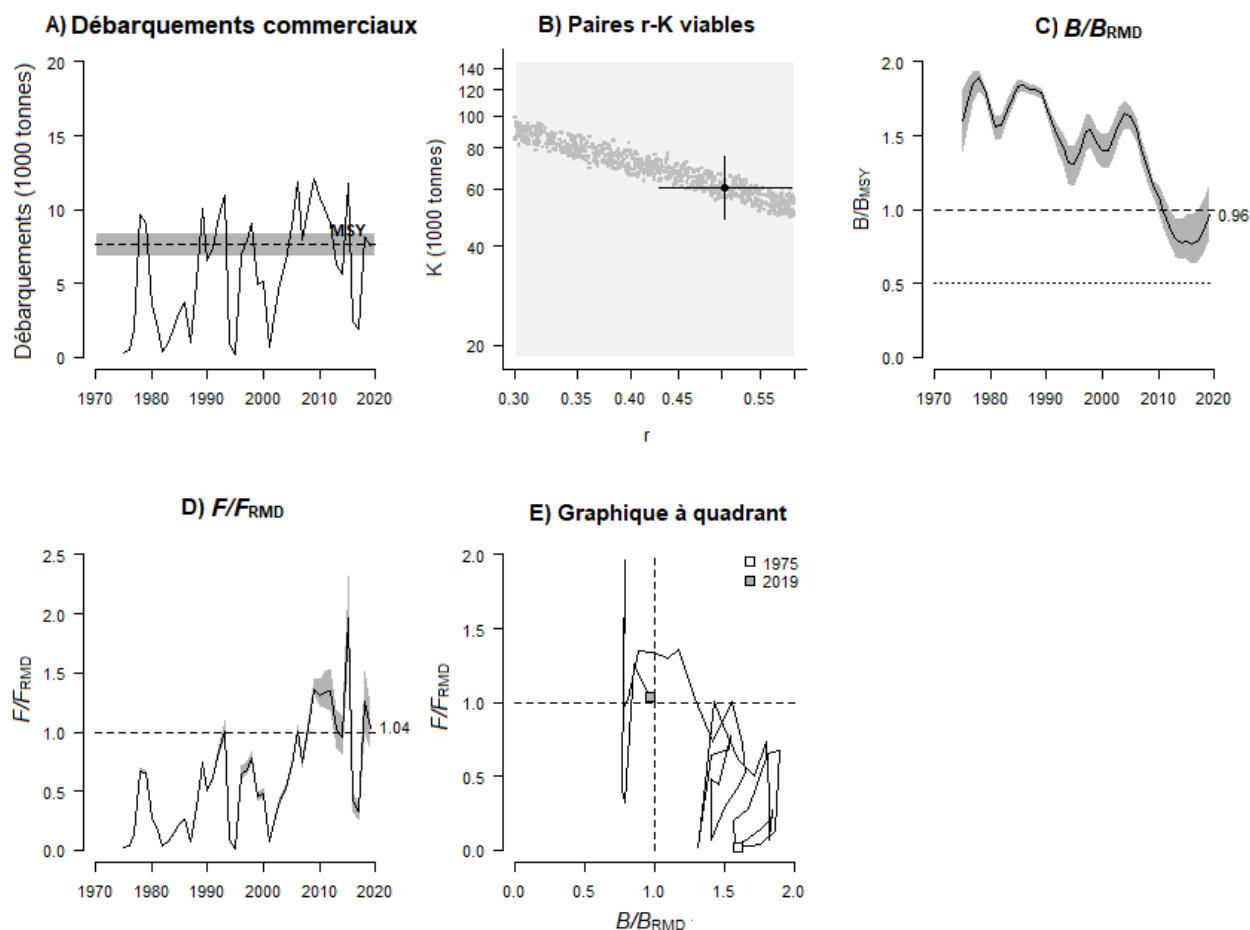 A) Débarquements commerciaux
Débarquements (1000 tonnes)
20
15
10
5
0
MSY
1970 1980 1990 2000 2010 2020
B) Paires r-K viables
K (1000 tonnes)
140
120
100
80
60
40
20
0.30 0.35 0.40 0.45 0.55
r
C) B/BRMD
B/BMSY
2.0
1.5
1.0
0.5
0.0
0.96
1970 1980 1990 2000 2010 2020
D) F/FRMD
F/FRMD
2.5
2.0
1.5
1.0
0.5
0.0
1.04
1970 1980 1990 2000 2010 2020
E) Graphique à quadrant
F/FRMD
2.0
1.5
1.0
0.5
0.0
1975
2019
0.0 0.5 1.0 1.5 2.0
B/BRMD